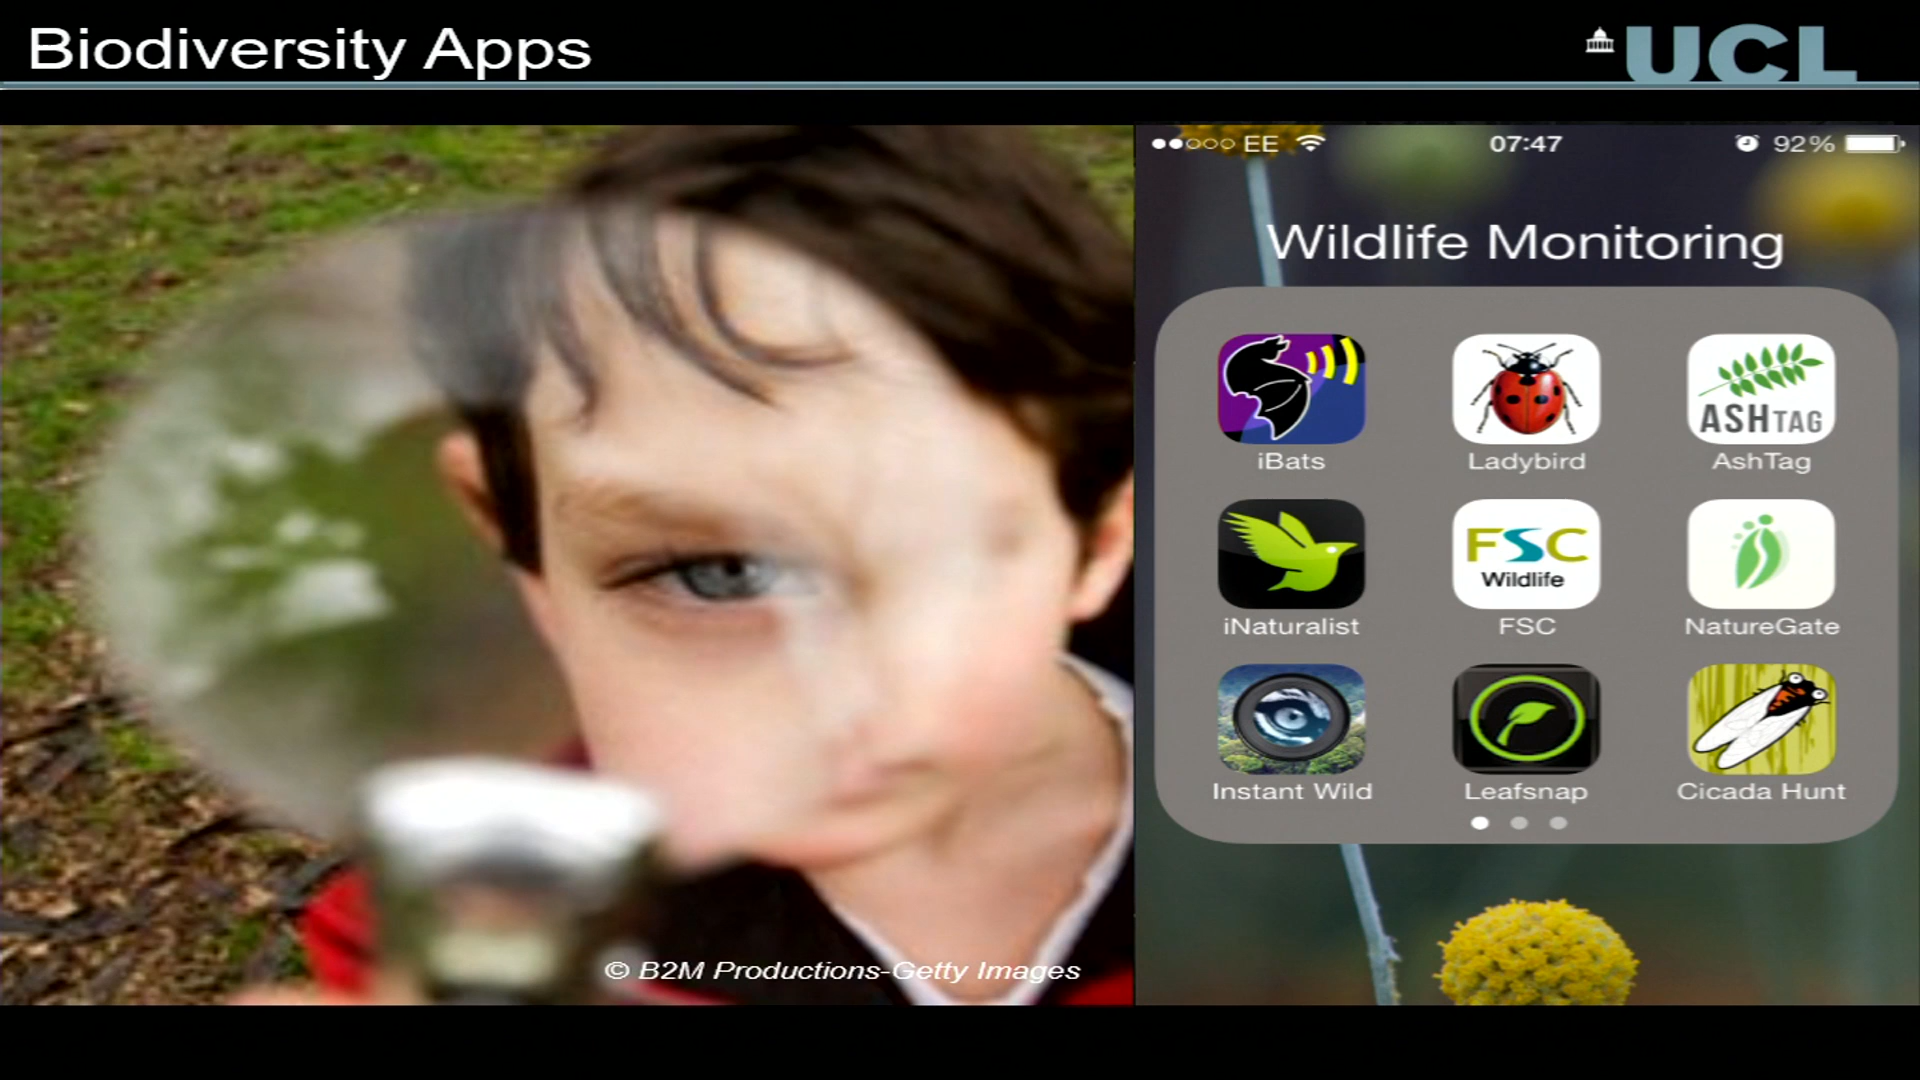 Biodiversity Apps
UCL
EE 07:47 92%
Wildlife Monitoring
ASHTAG
iBats Ladybird AshTag
FSC
Wildlife
iNaturalist FSC NatureGate
Instant Wild Leafsnap Cicada Hunt
© B2M Productions-Getty Images